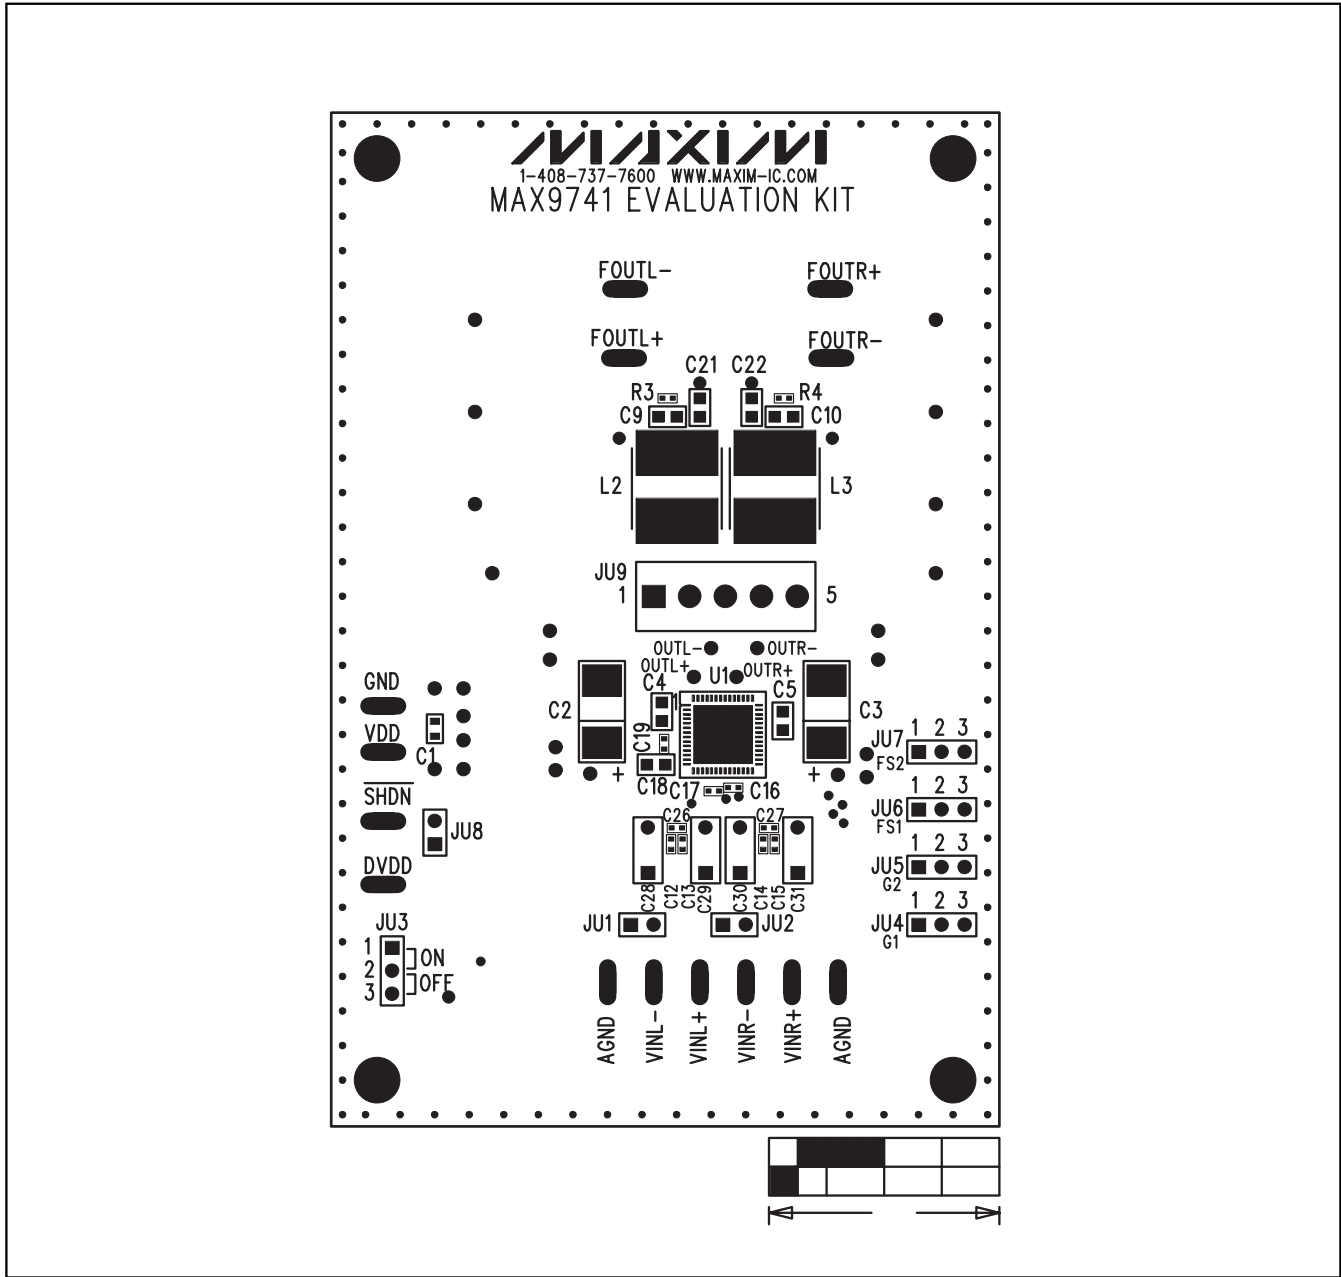 MAXIM
1-408-737-7600 WWW.MAXIM-IC.COM
MAX9741 EVALUATION KIT
FOUTL-
FOUTR+
FOUTL+
FOUTR-
C21
C22
R3
R4
C9
C10
L2
L3
JU9
1
5
OUTL-
OUTR-
OUTL+
U1
OUTR+
GND
C4
C5
1
C2
C3
VDD
C1
C19
JU7
1 2 3
FS2
+
+
C18
C17
C16
SHDN
JU6
1 2 3
FS1
JU8
C26
C27
DVDD
JU5
1 2 3
G2
C28
C12
C13
C29
C30
C14
C15
C31
JU3
JU1
JU2
JU4
1 2 3
G1
1
ON
2
OFF
3
AGND
VINL-
VINL+
VINR-
VINR+
AGND